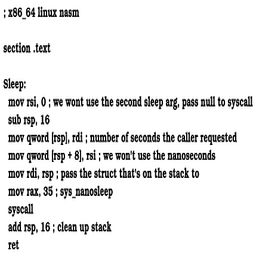 ; x86_64 linux nasm
section .text
Sleep:
mov rsi, 0 ; we wont use the second sleep arg, pass null to syscall
sub rsp, 16
mov qword [rsp], rdi ; number of seconds the caller requested
mov qword [rsp + 8], rsi ; we won't use the nanoseconds
mov rdi, rsp ; pass the struct that's on the stack to
mov rax, 35 ; sys_nanosleep
syscall
add rsp, 16 ; clean up stack
ret